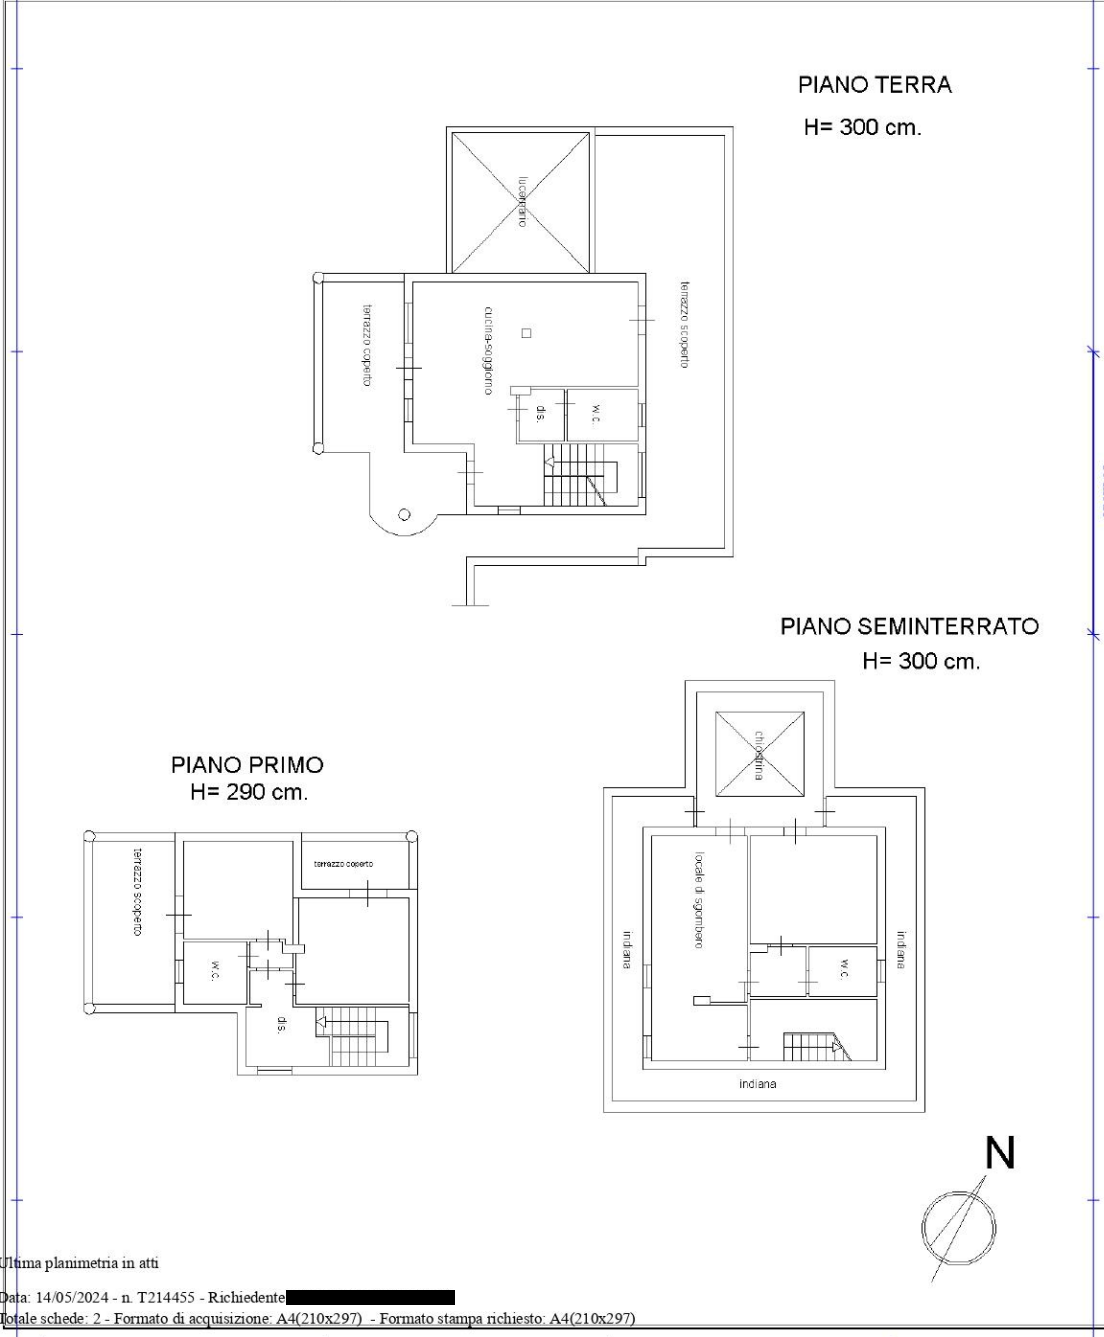 PIANO TERRA
H= 300 cm.
lucernario
terrazzo coperto
cucina-soggiorno
terrazzo scoperto
dis.
w.c.
PIANO SEMINTERRATO
H= 300 cm.
chiostrina
locale di sgombero
indiana
indiana
w.c.
indiana
PIANO PRIMO
H= 290 cm.
terrazzo coperto
terrazzo scoperto
w.c.
dis.
N
Ultima planimetria in atti
Data: 14/05/2024 - n. T214455 - Richiedente
Totale schede: 2 - Formato di acquisizione: A4(210x297) - Formato stampa richiesto: A4(210x297)